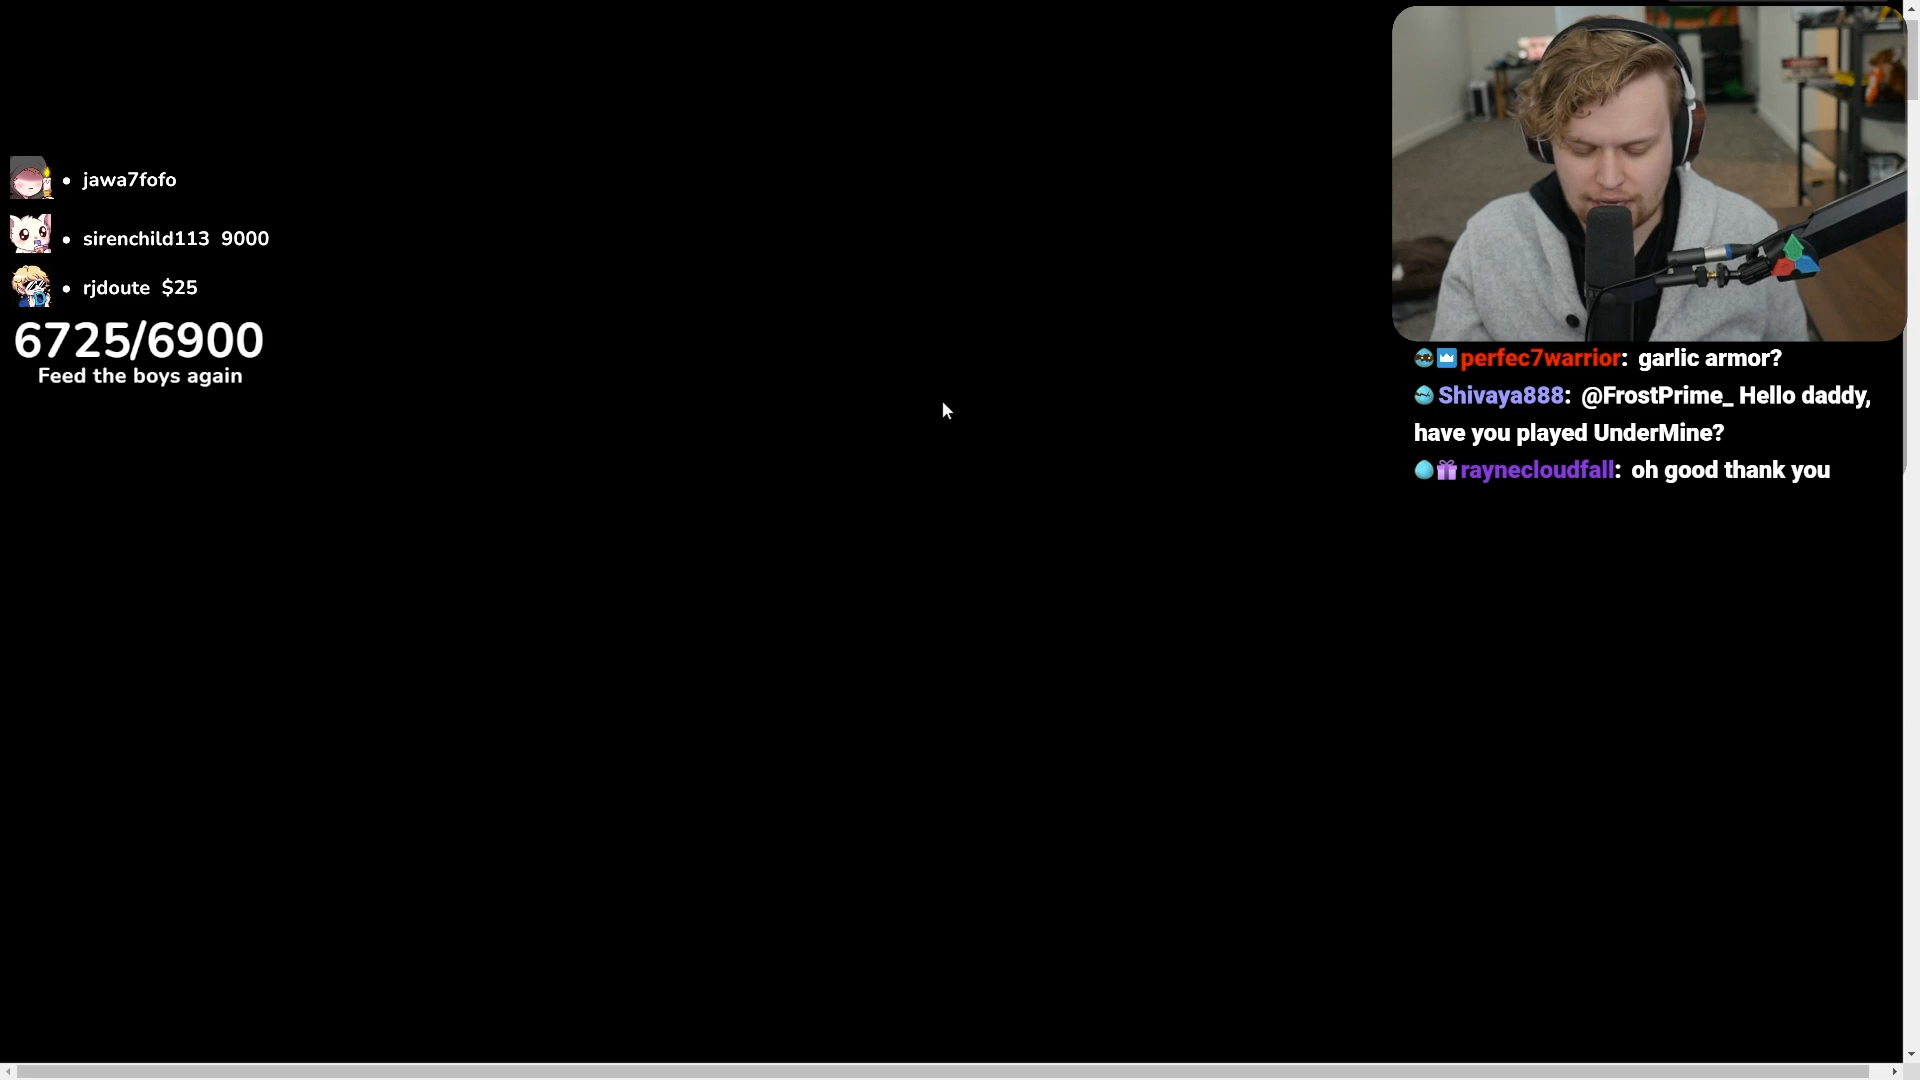 jawa7fofo
sirenchild113 9000
rjdoute $25
6725/6900
Feed the boys again
perfec7warrior: garlic armor?
Shivaya888: @FrostPrime_ Hello daddy,
have you played UnderMine?
raynecloudfall: oh good thank you